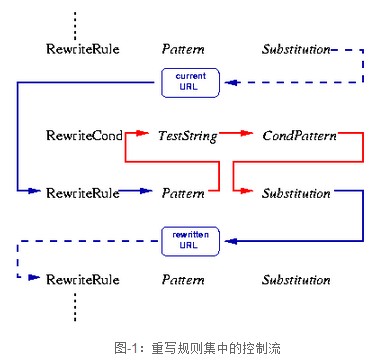 RewriteRule Pattern Substitution
current
URL
RewriteCond TestString CondPattern
RewriteRule Pattern Substitution
rewritten
URL
RewriteRule Pattern Substitution
图-1：重写规则集中的控制流